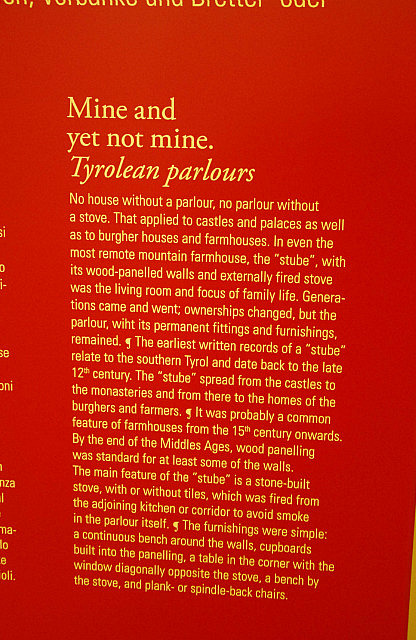 Verbänke und Bretter oder
Mine and
yet not mine.
Tyrolean parlours
No house without a parlour, no parlour without
a stove. That applied to castles and palaces as well
as to burgher houses and farmhouses. In even the
most remote mountain farmhouse, the "stube", with
its wood-panelled walls and externally fired stove
was the living room and focus of family life. Genera-
tions came and went; ownerships changed, but the
parlour, wiht its permanent fittings and furnishings,
remained. ¶ The earliest written records of a "stube"
relate to the southern Tyrol and date back to the late
12th century. The "stube" spread from the castles to
the monasteries and from there to the homes of the
burghers and farmers. ¶ It was probably a common
feature of farmhouses from the 15th century onwards.
By the end of the Middles Ages, wood panelling
was standard for at least some of the walls.
The main feature of the "stube" is a stone-built
stove, with or without tiles, which was fired from
the adjoining kitchen or corridor to avoid smoke
in the parlour itself. ¶ The furnishings were simple:
a continuous bench around the walls, cupboards
built into the panelling, a table in the corner with the
window diagonally opposite the stove, a bench by
the stove, and plank- or spindle-back chairs.